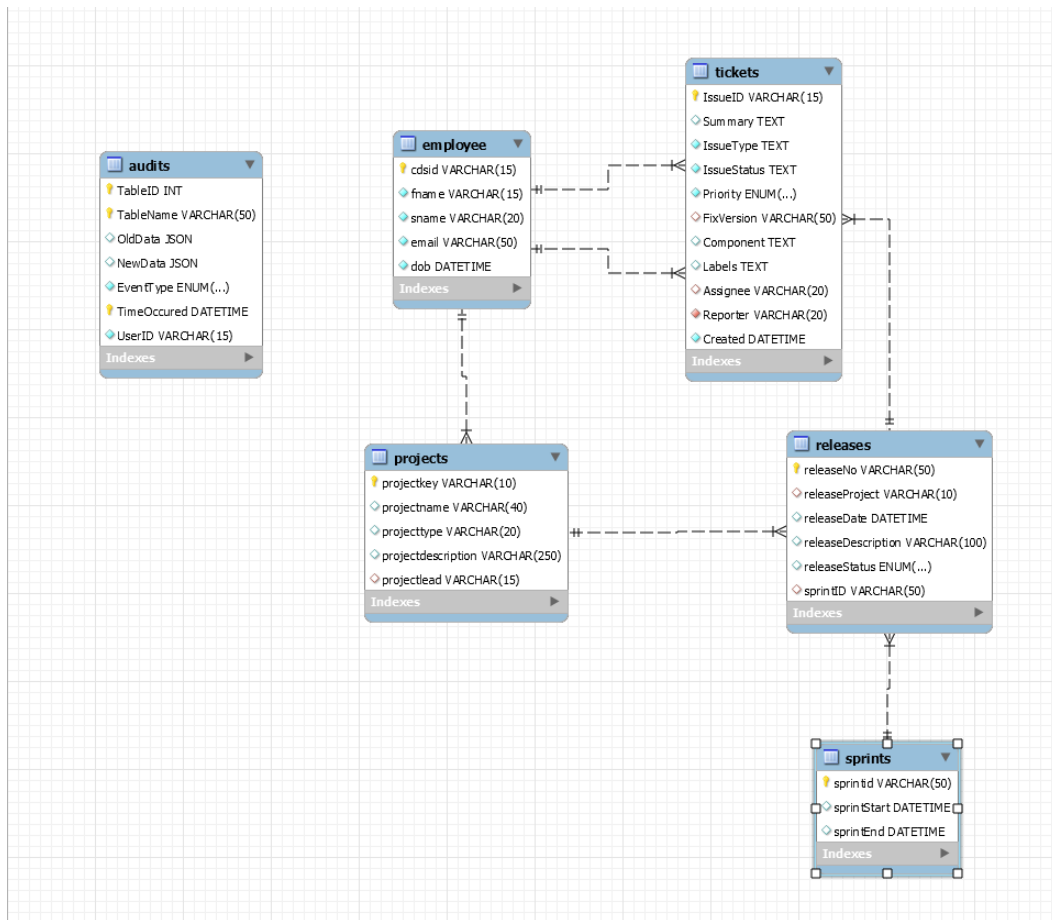 audits
TableID INT
TableName VARCHAR(50)
OldData JSON
NewData JSON
EventType ENUM(...)
TimeOccured DATETIME
UserID VARCHAR(15)
Indexes
employee
cdsid VARCHAR(15)
fname VARCHAR(15)
sname VARCHAR(20)
email VARCHAR(50)
dob DATETIME
Indexes
tickets
IssueID VARCHAR(15)
Summary TEXT
IssueType TEXT
IssueStatus TEXT
Priority ENUM(...)
FixVersion VARCHAR(50)
Component TEXT
Labels TEXT
Assignee VARCHAR(20)
Reporter VARCHAR(20)
Created DATETIME
Indexes
projects
projectkey VARCHAR(10)
projectname VARCHAR(40)
projecttype VARCHAR(20)
projectdescription VARCHAR(250)
projectlead VARCHAR(15)
Indexes
releases
releaseNo VARCHAR(50)
releaseProject VARCHAR(10)
releaseDate DATETIME
releaseDescription VARCHAR(100)
releaseStatus ENUM(...)
sprintID VARCHAR(50)
Indexes
sprints
sprintid VARCHAR(50)
sprintStart DATETIME
sprintEnd DATETIME
Indexes